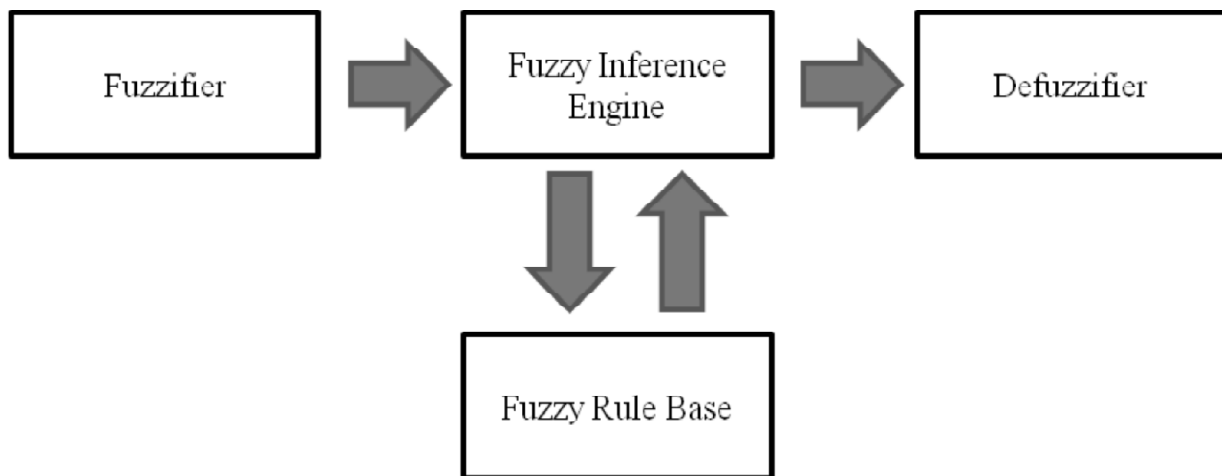 Fuzzifier
Fuzzy Inference
Engine
Defuzzifier
Fuzzy Rule Base